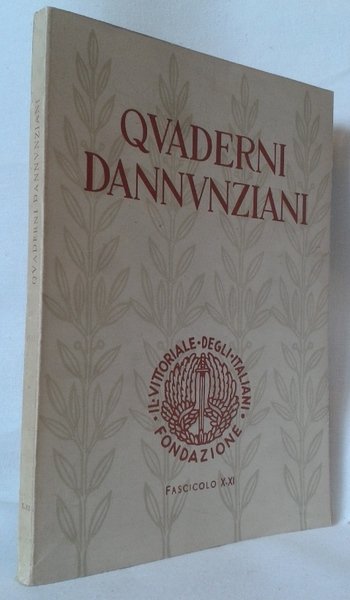 QVADERNI DANNVNZIANI
QVADERNI
DANNVNZIANI
IL·VITTORIALE·DEGLI·ITALIANI·
FONDAZIONE
FASCICOLO X-XI